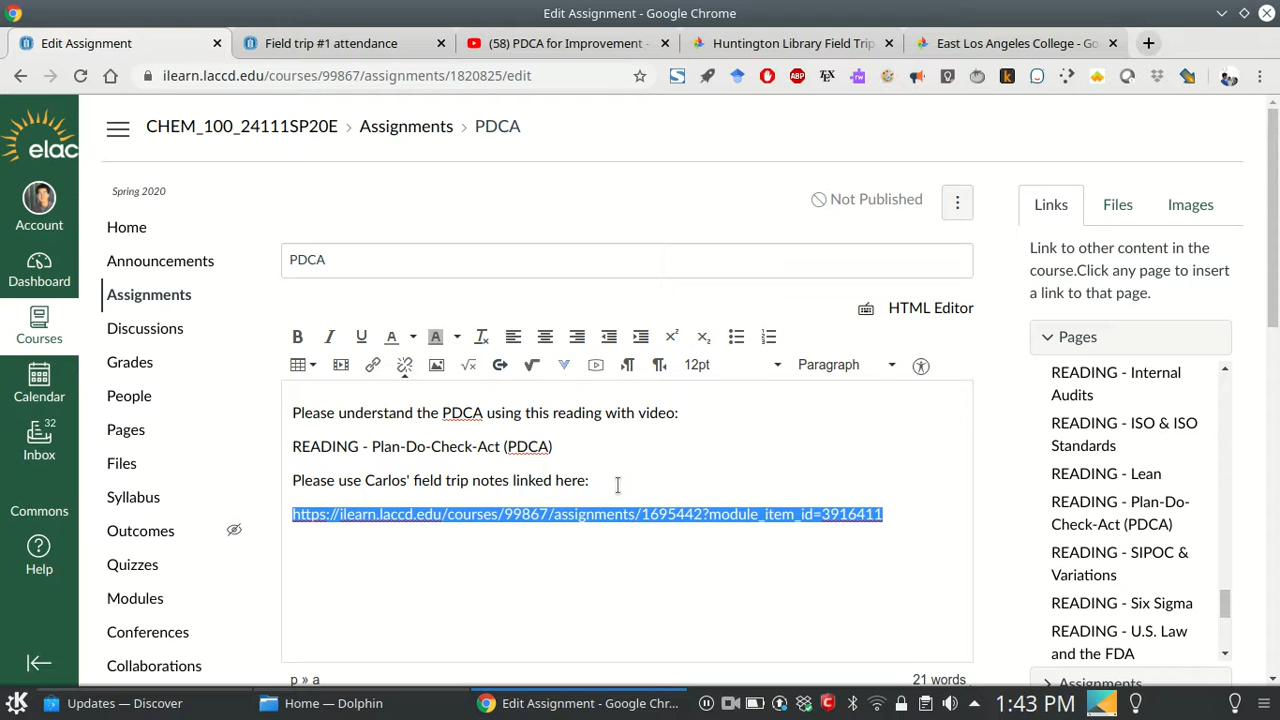 Edit Assignment - Google Chrome
Edit Assignment
Field trip #1 attendance
(58) PDCA for Improvement -
Huntington Library Field Trip
East Los Angeles College - Go
ilearn.laccd.edu/courses/99867/assignments/1820825/edit
elac
Account
Dashboard
Courses
Calendar
32
Inbox
Commons
Help
CHEM_100_24111SP20E > Assignments > PDCA
Spring 2020
Home
Announcements
Assignments
Discussions
Grades
People
Pages
Files
Syllabus
Outcomes
Quizzes
Modules
Conferences
Collaborations
Not Published
PDCA
HTML Editor
12pt
Paragraph
Please understand the PDCA using this reading with video:
READING - Plan-Do-Check-Act (PDCA)
Please use Carlos' field trip notes linked here:
https://ilearn.laccd.edu/courses/99867/assignments/1695442?module_item_id=3916411
p » a
21 words
Links
Files
Images
Link to other content in the
course.Click any page to insert
a link to that page.
Pages
READING - Internal
Audits
READING - ISO & ISO
Standards
READING - Lean
READING - Plan-Do-
Check-Act (PDCA)
READING - SIPOC &
Variations
READING - Six Sigma
READING - U.S. Law
and the FDA
Assignments
Updates — Discover
Home — Dolphin
Edit Assignment - Google Chr...
1:43 PM